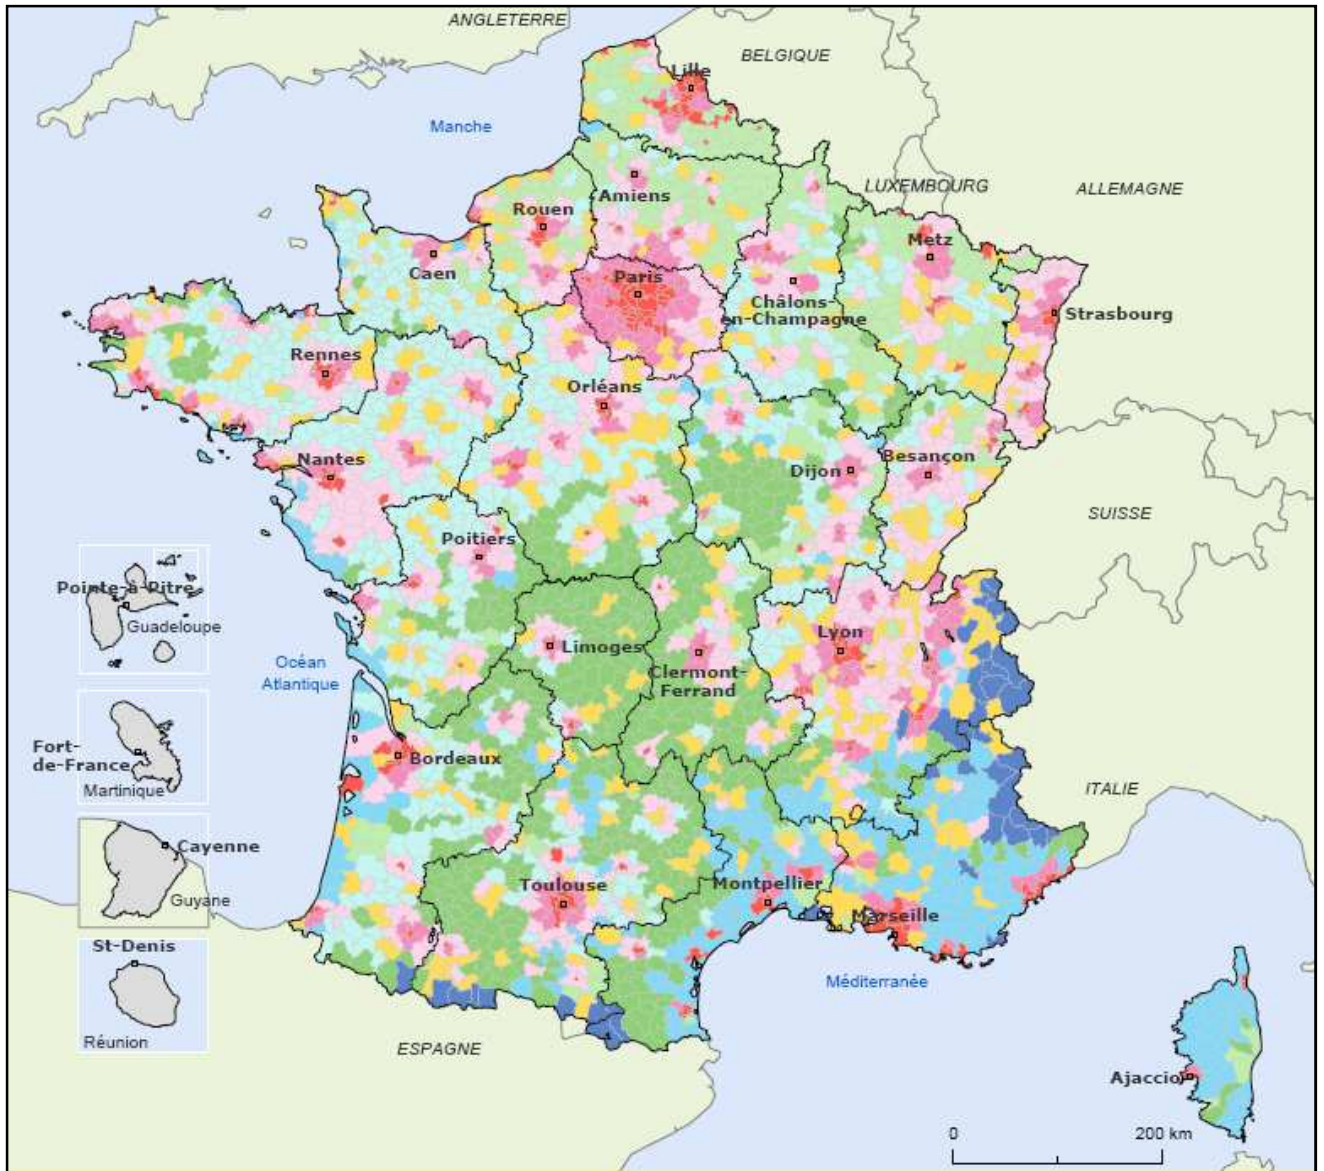 ANGLETERRE
BELGIQUE
Lille
Manche
LUXEMBOURG
ALLEMAGNE
Amiens
Rouen
Metz
Caen
Paris
Châlons-
en-Champagne
Strasbourg
Rennes
Orléans
Nantes
Dijon
Besançon
SUISSE
Poitiers
Pointe-à-Pitre
Guadeloupe
Limoges
Lyon
Océan
Atlantique
Clermont-
Ferrand
Fort-
de-France
Martinique
Bordeaux
ITALIE
Cayenne
Guyane
Toulouse
Montpellier
Marseille
St-Denis
Réunion
Méditerranée
ESPAGNE
Ajaccio
0 200 km